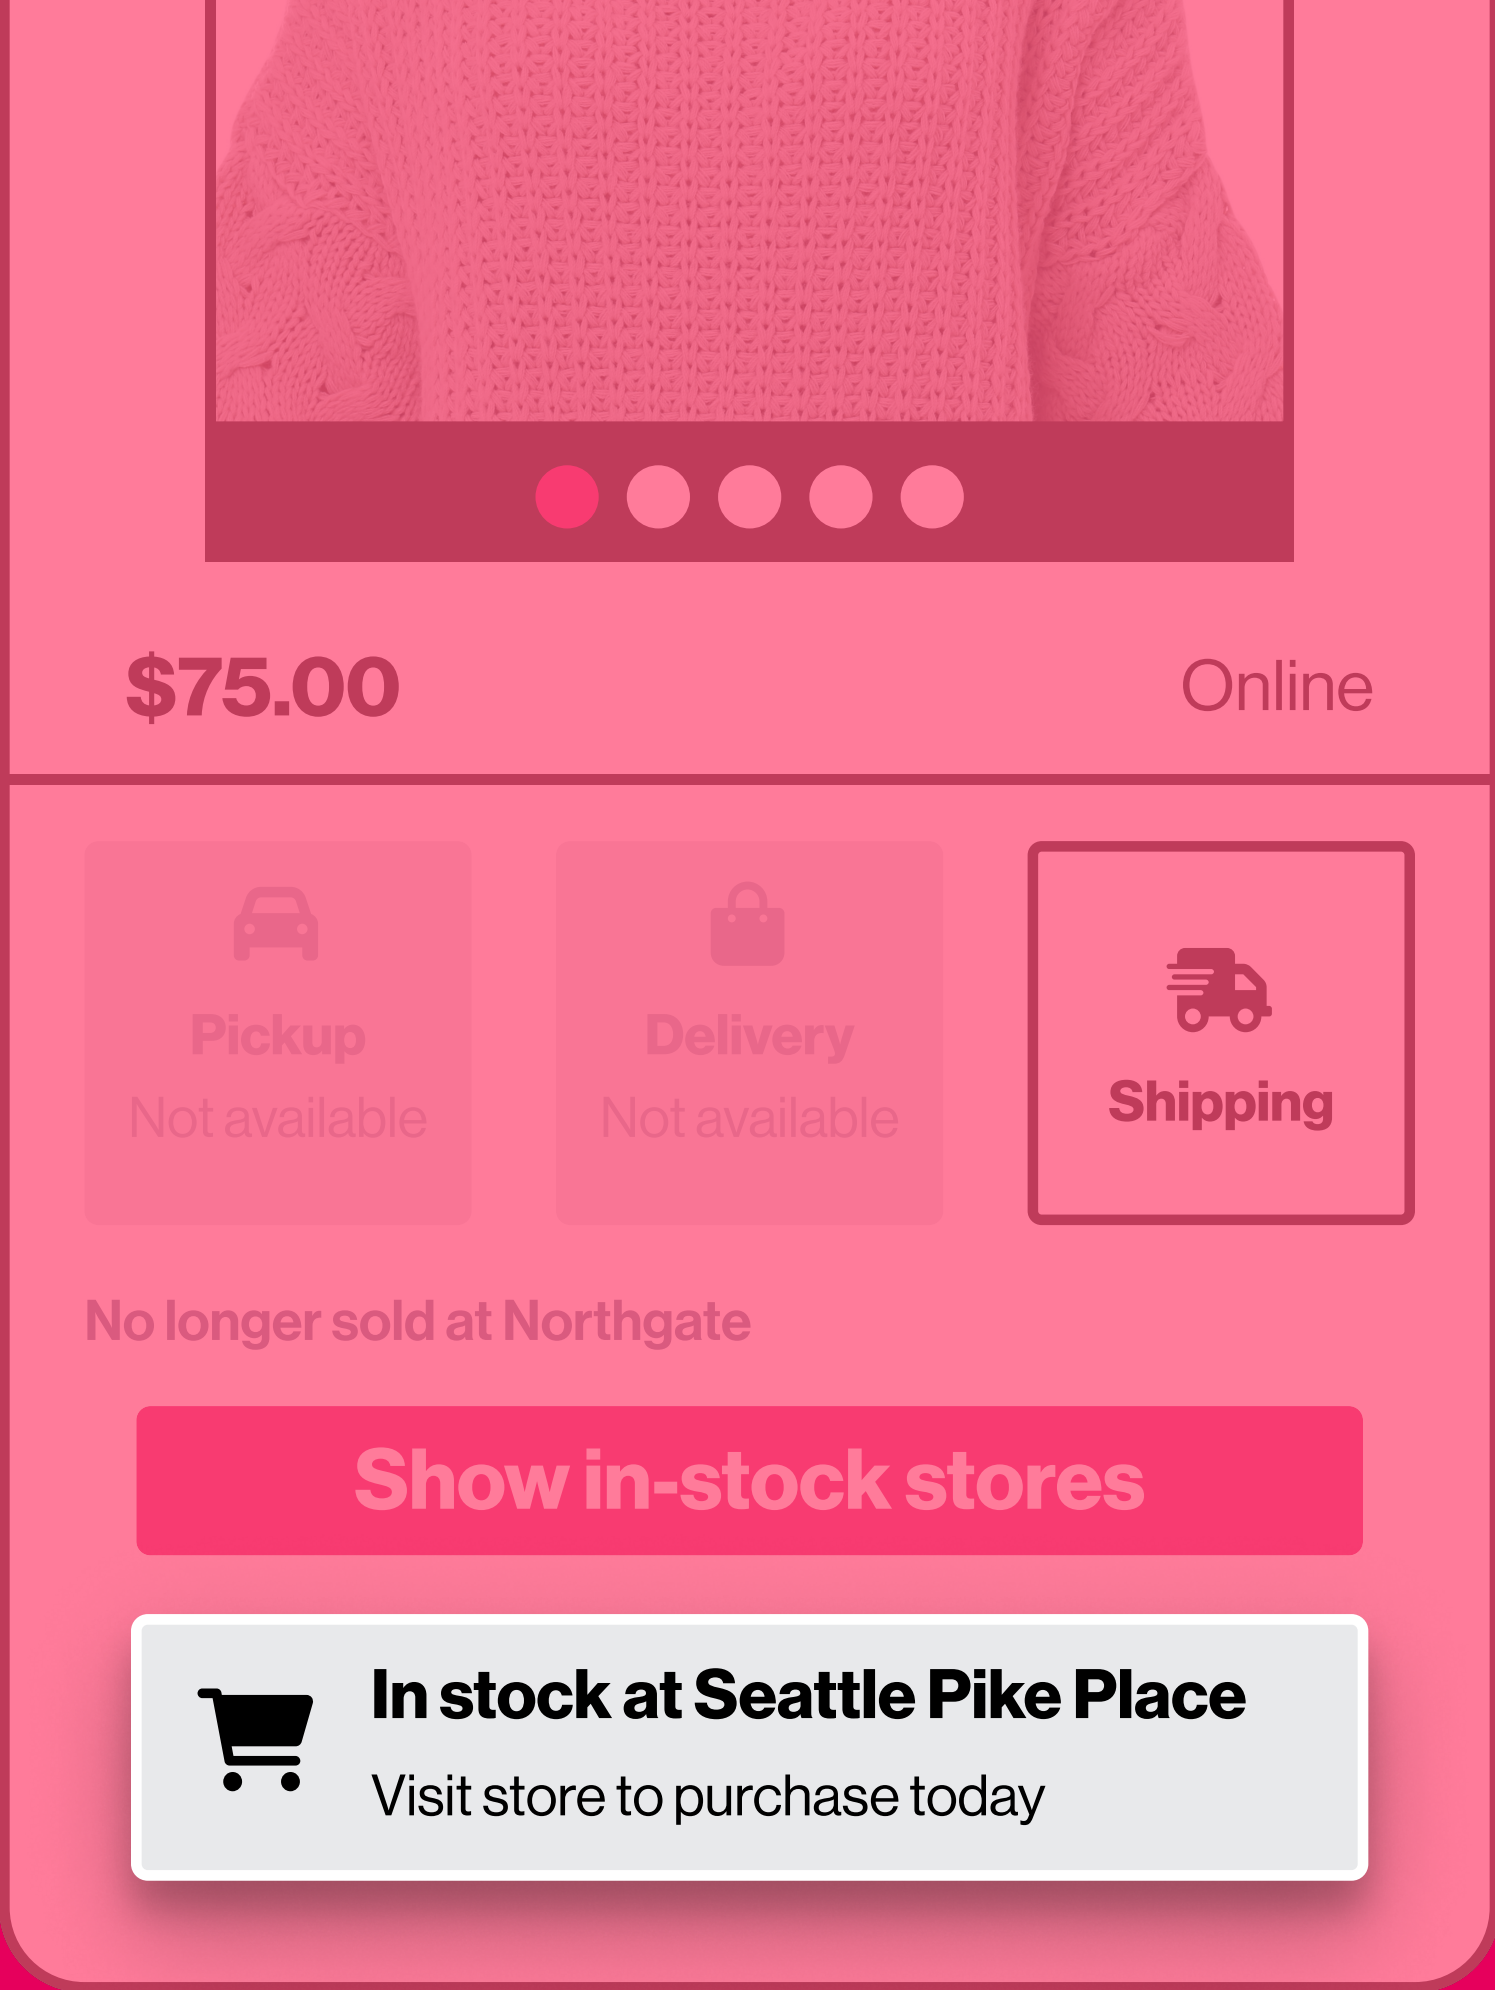 $75.00 Online
Pickup Delivery Shipping
Not available Not available
No longer sold at Northgate
Show in-stock stores
In stock at Seattle Pike Place
Visit store to purchase today